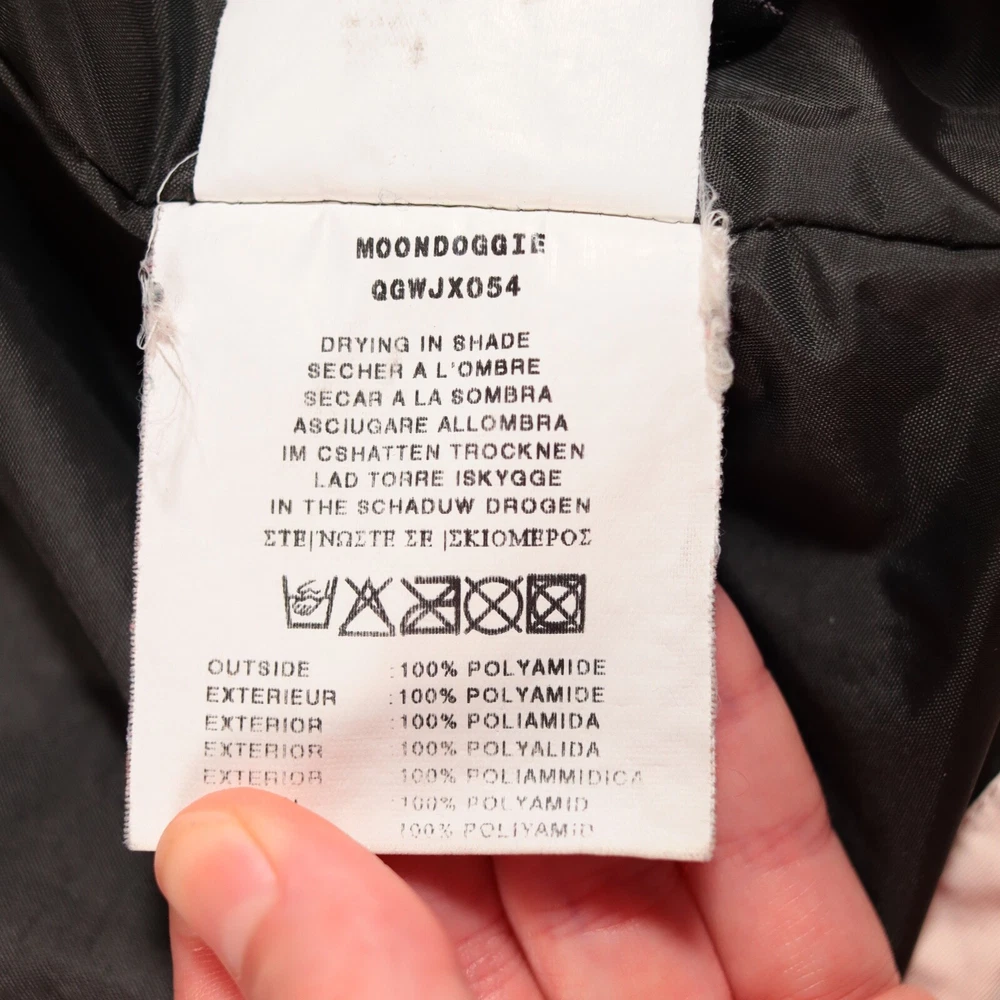 MOONDOGGIE
QGWJX054
DRYING IN SHADE
SECHER A L'OMBRE
SECAR A LA SOMBRA
ASCIUGARE ALLOMBRA
IM CSHATTEN TROCKNEN
LAD TORRE ISKYGGE
IN THE SCHADUW DROGEN
ΣΤΕ|ΝΩΣΤΕ ΣΕ |ΣΚΙΟΜΕΡΟΣ
OUTSIDE :100% POLYAMIDE
EXTERIEUR :100% POLYAMIDE
EXTERIOR :100% POLIAMIDA
EXTERIOR :100% POLYALIDA
EXTERIOR :100% POLIAMMIDICA
:100% POLYAMID
100% POLIYAMID